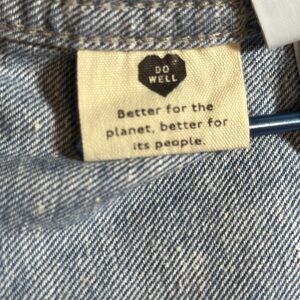 DO
WELL
Better for the
planet, better for
its people.